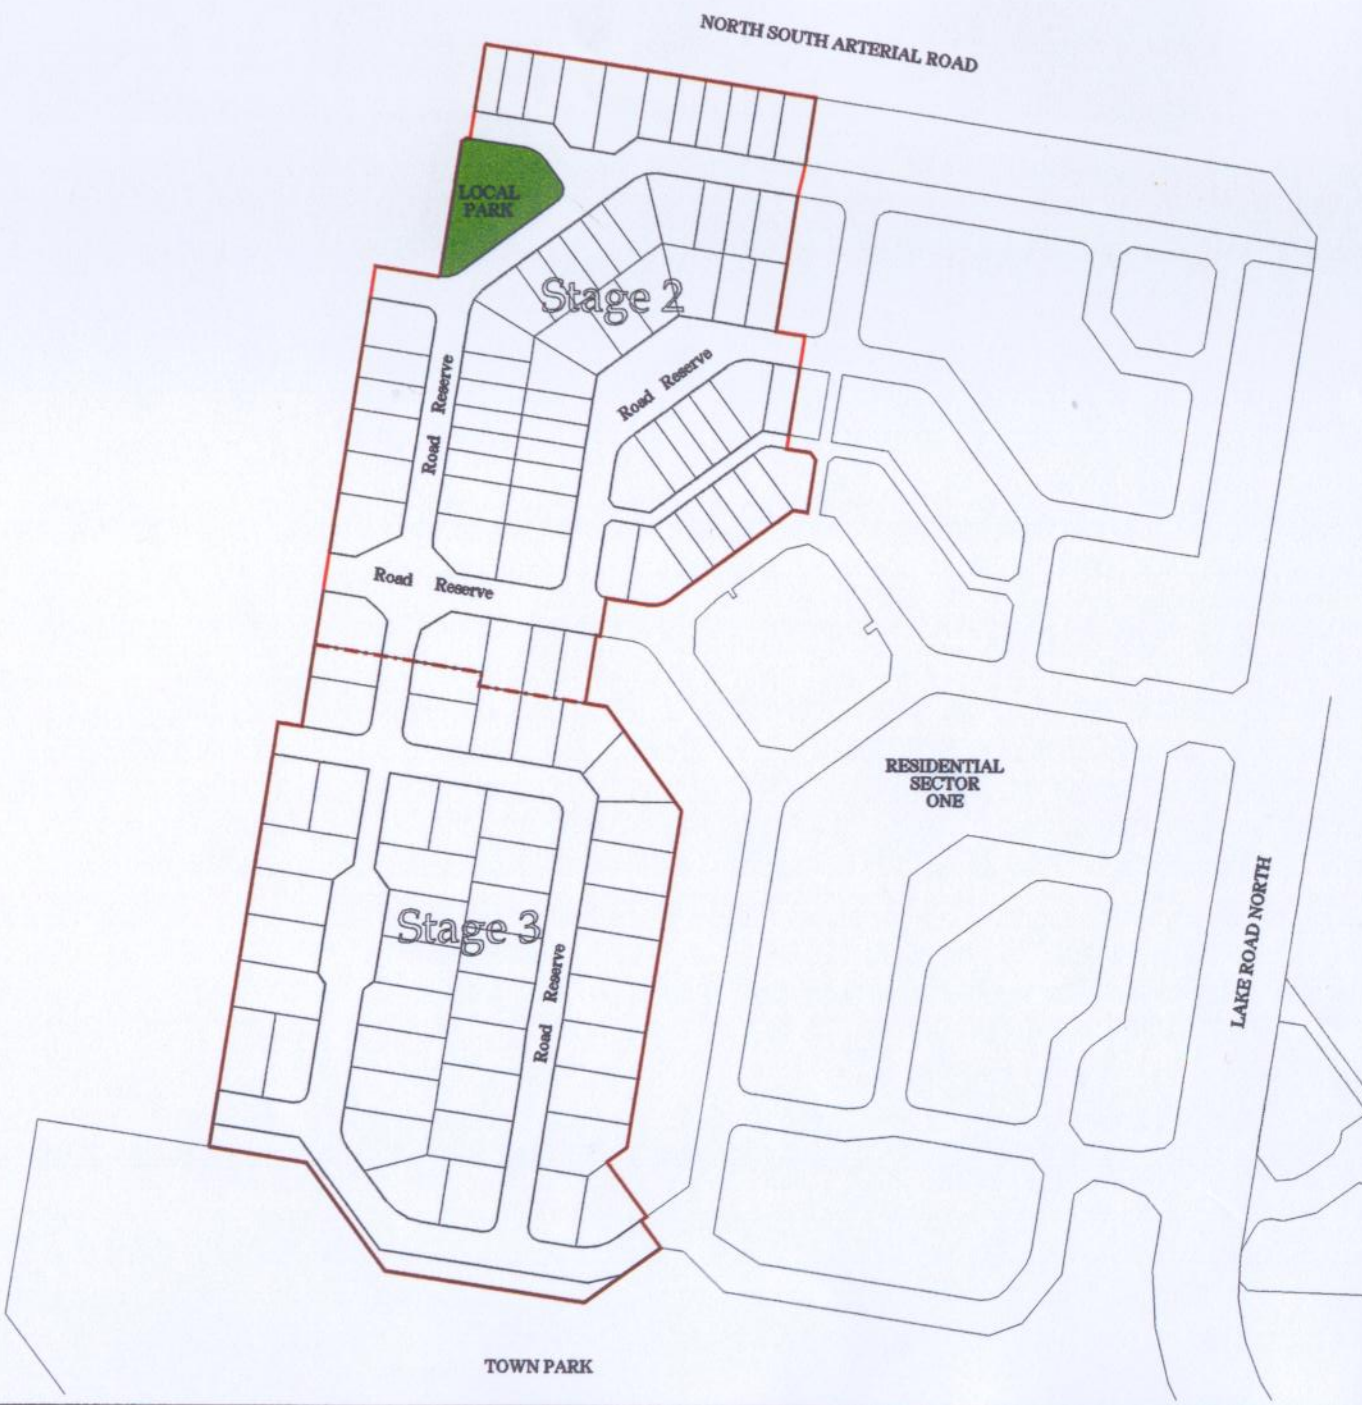 NORTH SOUTH ARTERIAL ROAD
LOCAL
PARK
Stage 2
Road Reserve
Road Reserve
Road Reserve
RESIDENTIAL
SECTOR
ONE
LAKE ROAD NORTH
Stage 3
Road Reserve
TOWN PARK